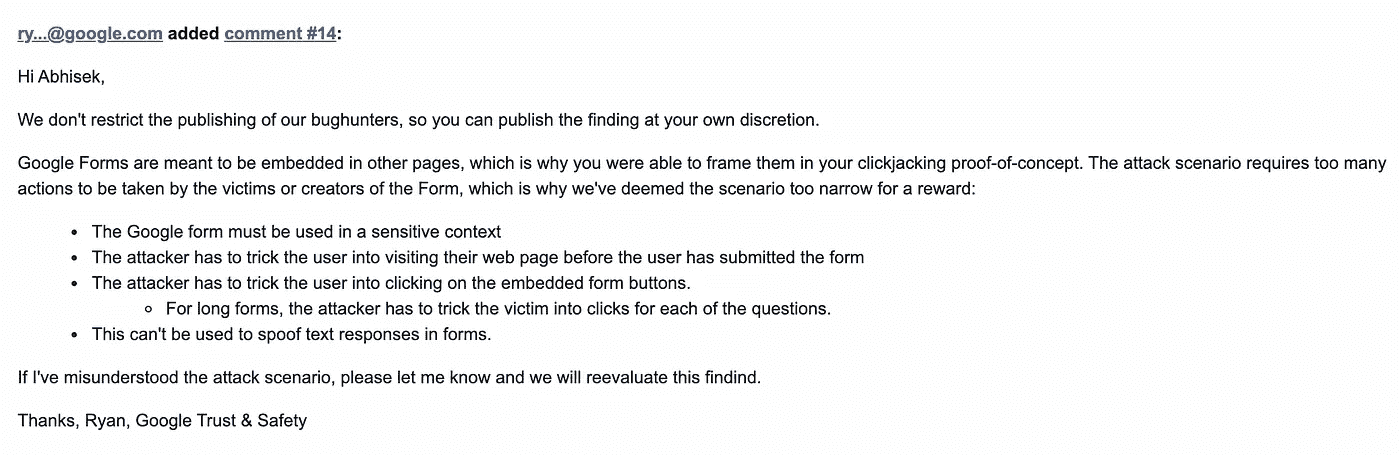 ry...@google.com added comment #14:
Hi Abhisek,
We don't restrict the publishing of our bughunters, so you can publish the finding at your own discretion.
Google Forms are meant to be embedded in other pages, which is why you were able to frame them in your clickjacking proof-of-concept. The attack scenario requires too many
actions to be taken by the victims or creators of the Form, which is why we've deemed the scenario too narrow for a reward:
• The Google form must be used in a sensitive context
• The attacker has to trick the user into visiting their web page before the user has submitted the form
• The attacker has to trick the user into clicking on the embedded form buttons.
◦ For long forms, the attacker has to trick the victim into clicks for each of the questions.
• This can't be used to spoof text responses in forms.
If I've misunderstood the attack scenario, please let me know and we will reevaluate this findind.
Thanks, Ryan, Google Trust & Safety